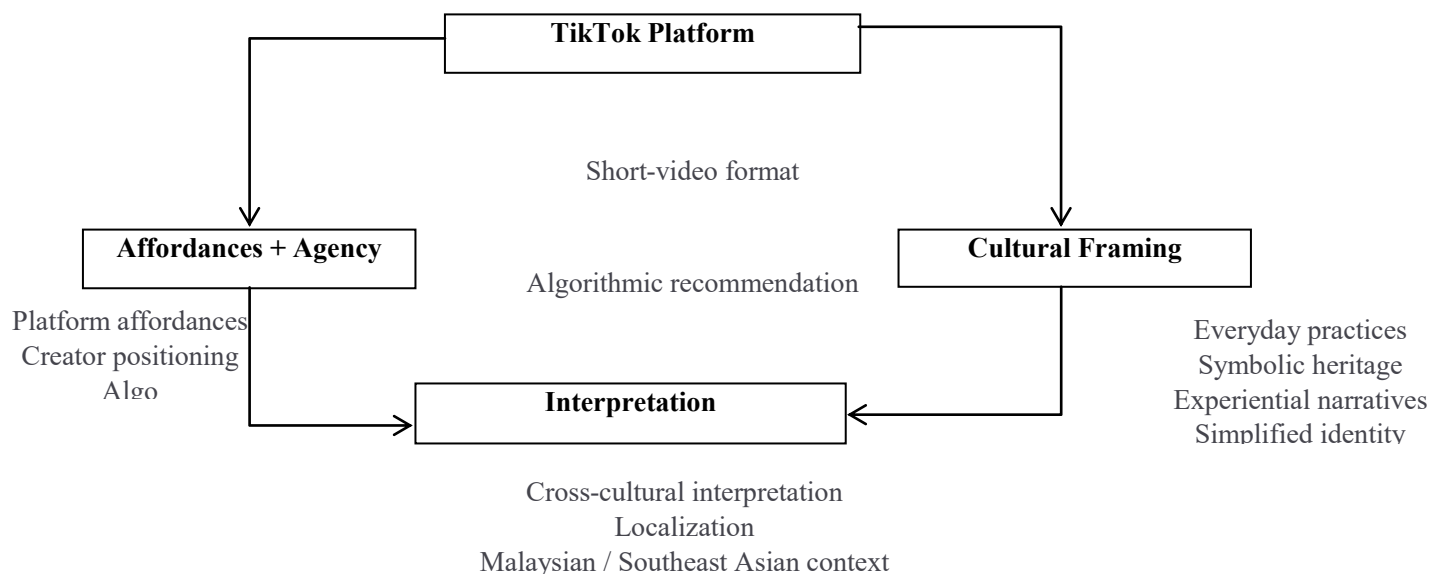 TikTok Platform
Short-video format
Affordances + Agency
Cultural Framing
Algorithmic recommendation
Platform affordances
Creator positioning
Algo
Everyday practices
Symbolic heritage
Experiential narratives
Simplified identity
Interpretation
Cross-cultural interpretation
Localization
Malaysian / Southeast Asian context